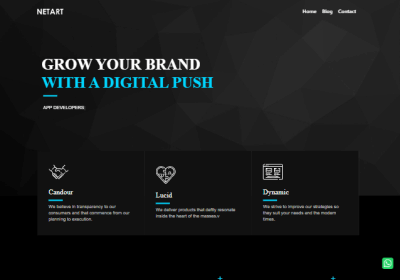 NETART
Home Blog Contact
GROW YOUR BRAND
WITH A DIGITAL PUSH
APP DEVELOPERS
Candour
We believe in transparency to our
consumers and that commence from our
planning to execution.
Lucid
We deliver products that daftly resonate
inside the heart of the masses.v
Dynamic
We strive to improve our strategies so
they suit your needs and the modern
times.